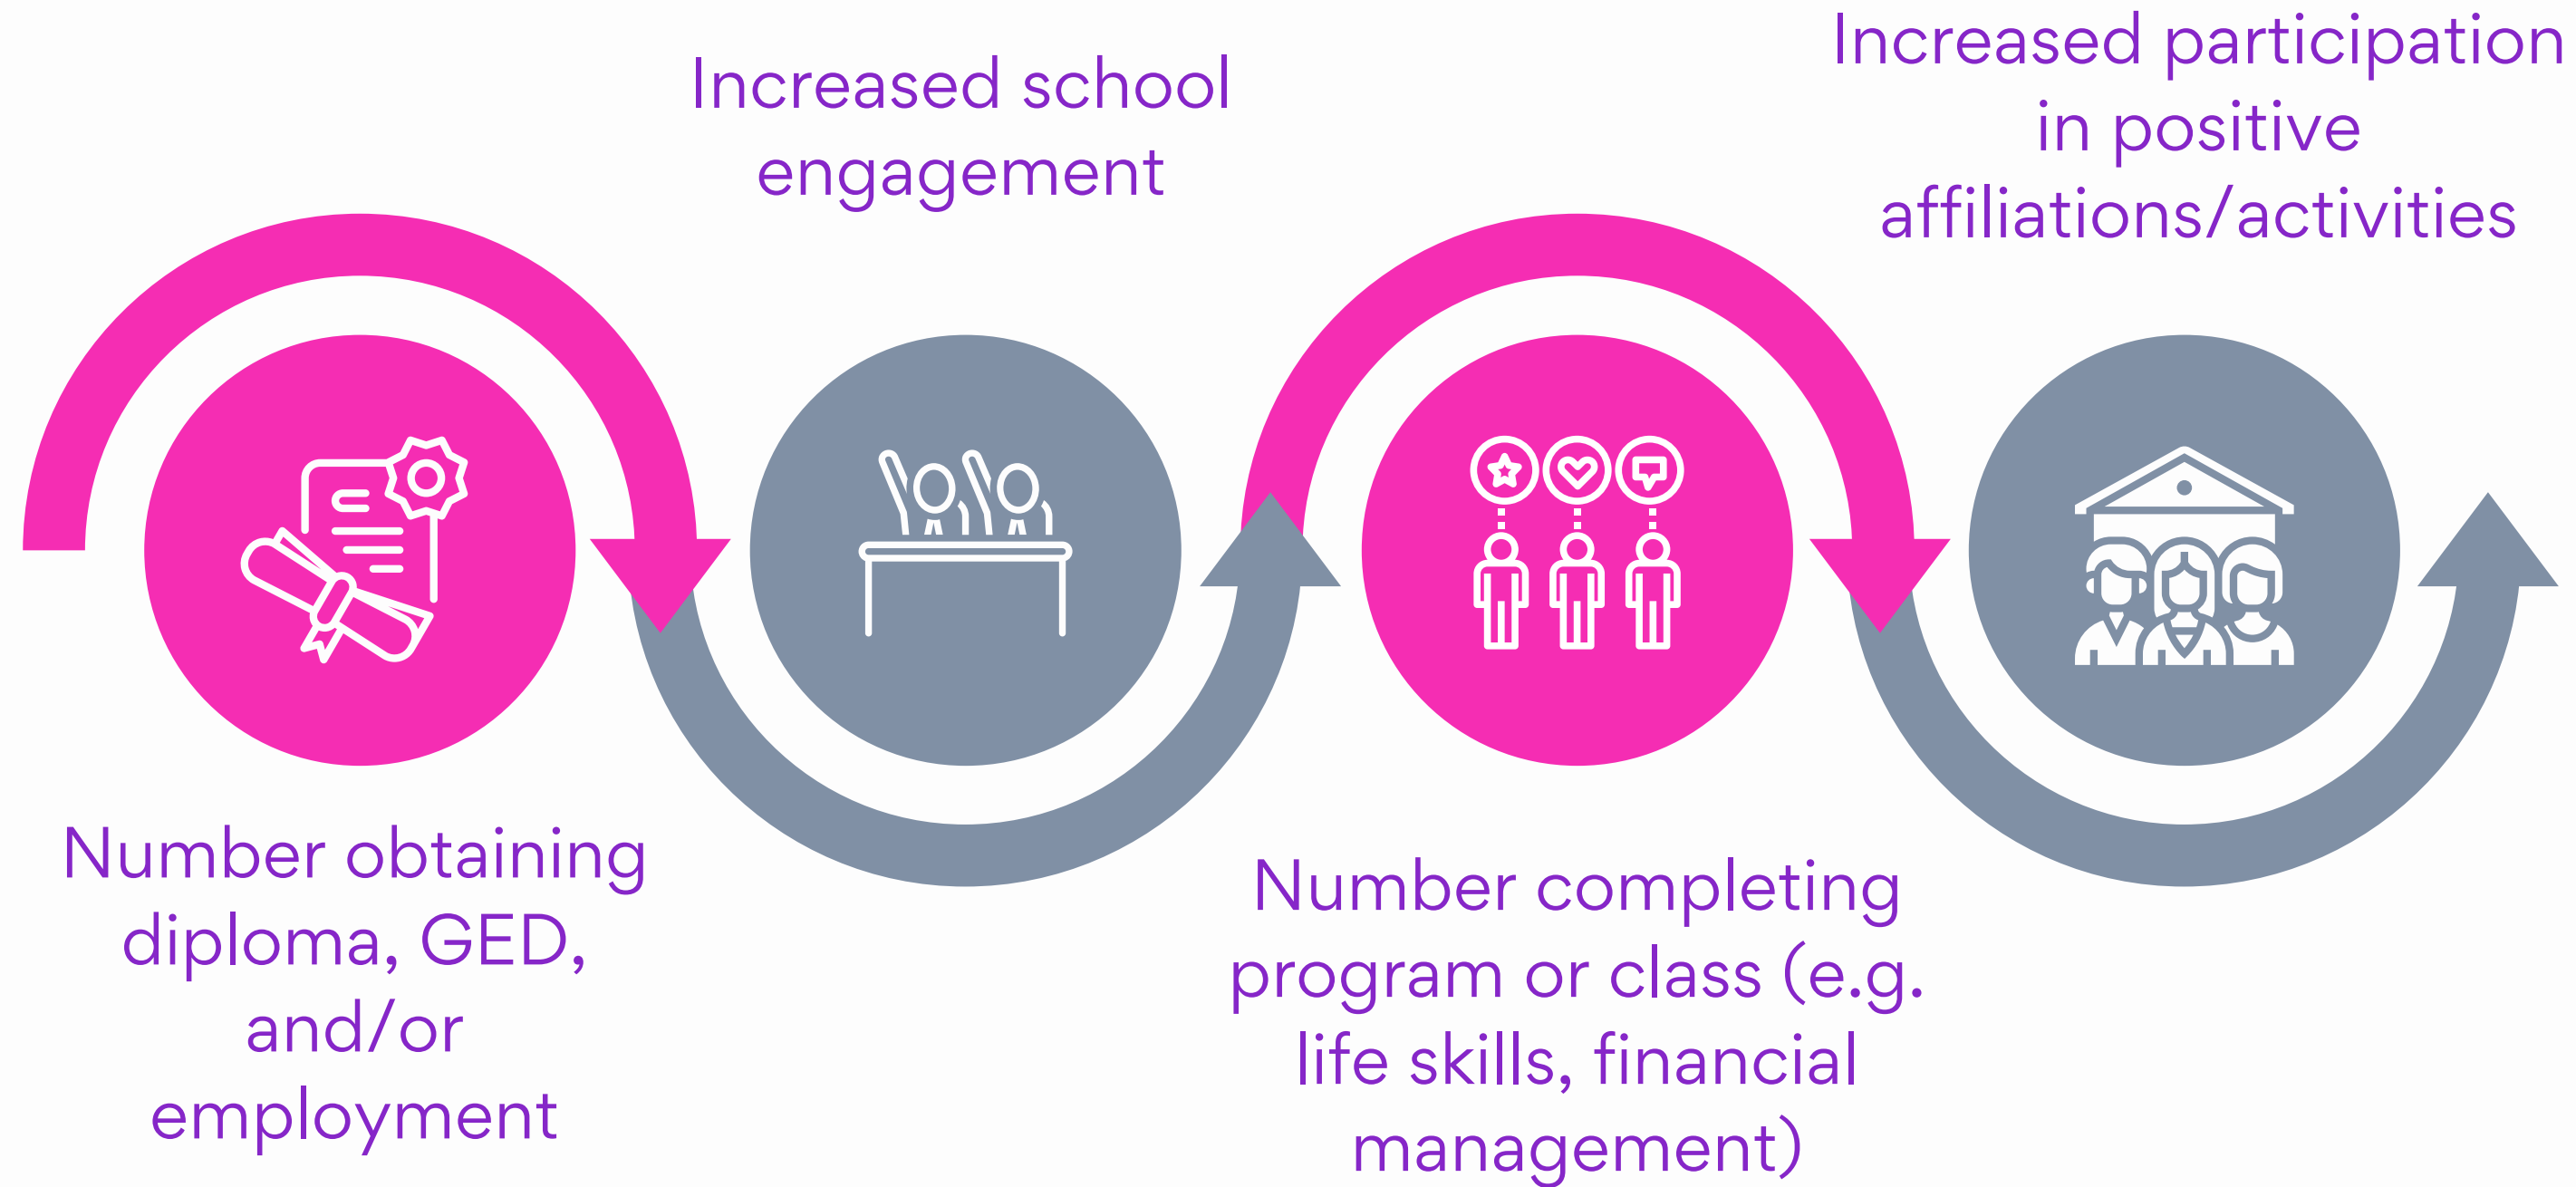 Number obtaining
diploma, GED,
and/or
employment
Increased school
engagement
Number completing
program or class (e.g.
life skills, financial
management)
Increased participation
in positive
affiliations/activities